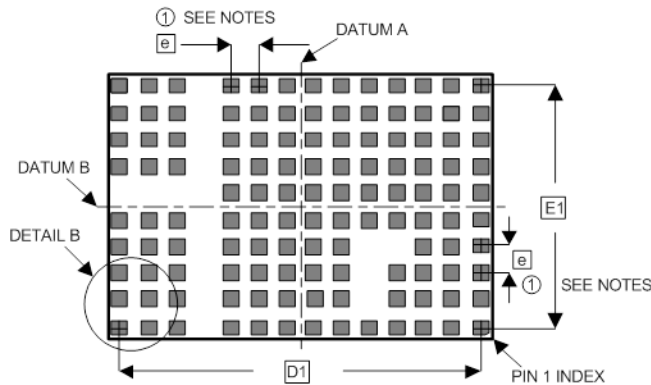 ① SEE NOTES
e
DATUM A
DATUM B
E1
DETAIL B
e
① SEE NOTES
D1
PIN 1 INDEX